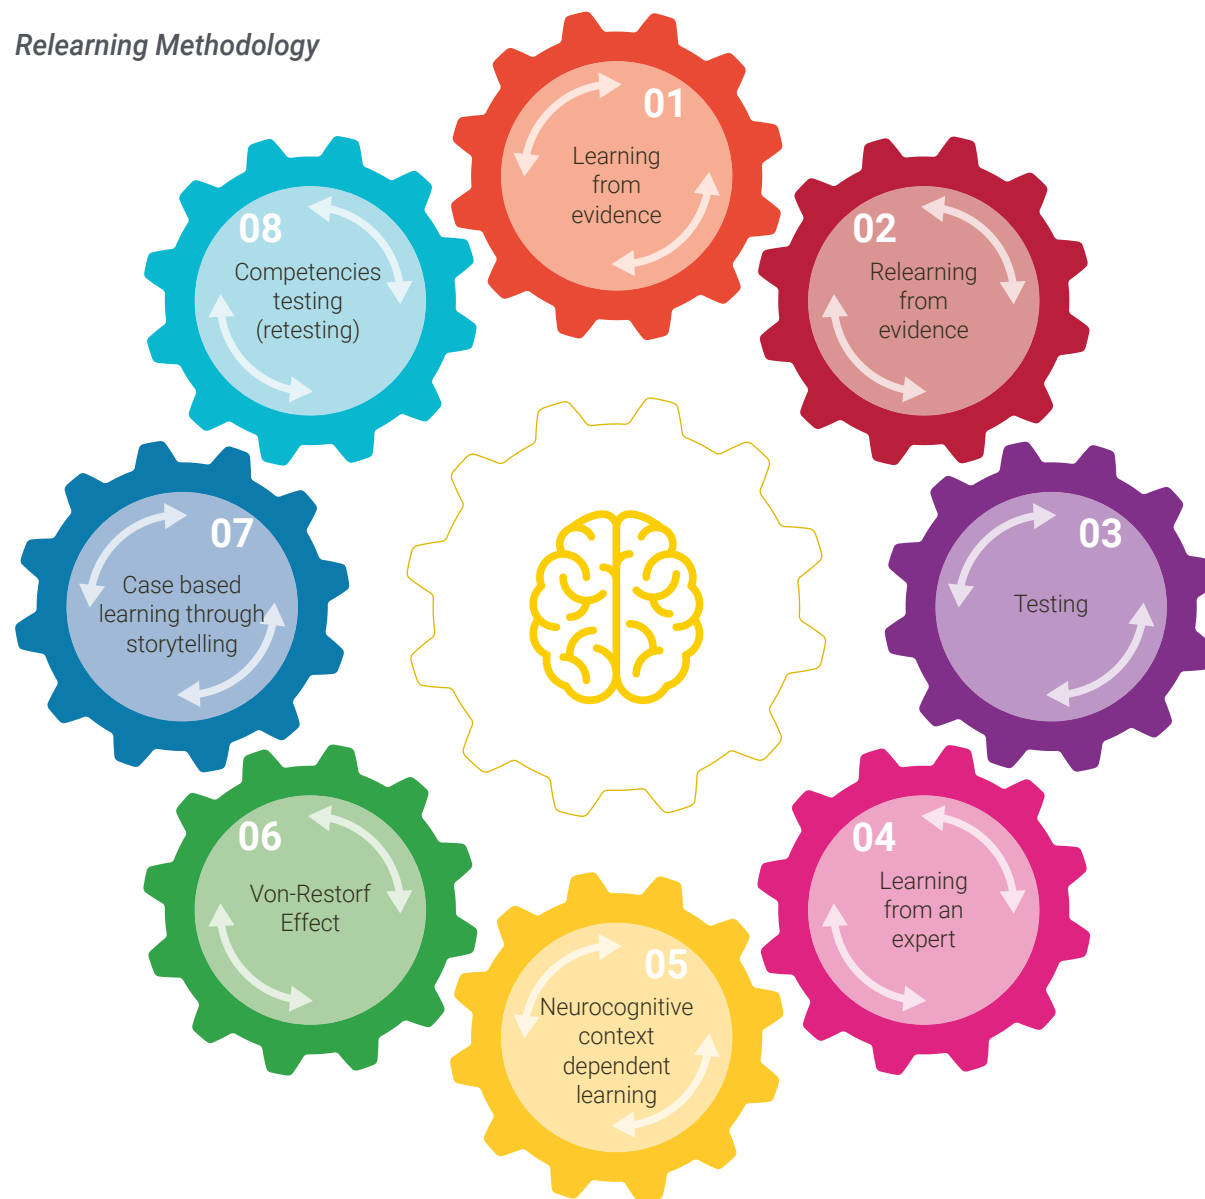 Relearning Methodology
01
Learning
from
evidence
02
Relearning
from
evidence
03
Testing
04
Learning
from an
expert
05
Neurocognitive
context
dependent
learning
06
Von-Restorf
Effect
07
Case based
learning through
storytelling
08
Competencies
testing
(retesting)